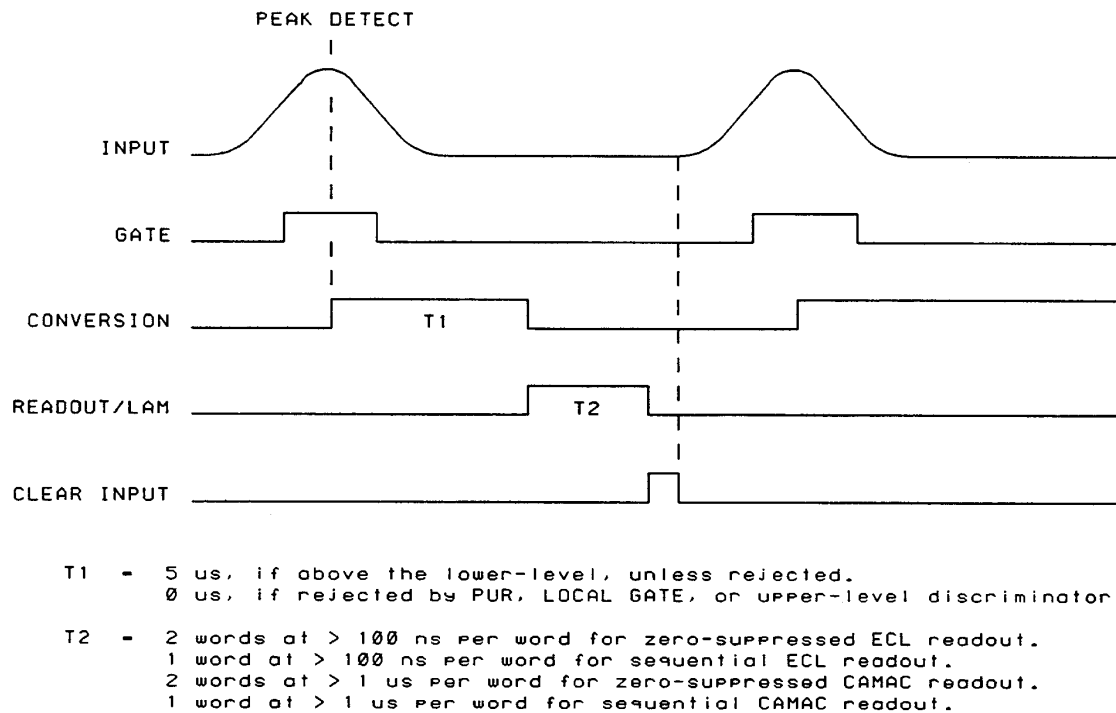 PEAK DETECT
INPUT
GATE
CONVERSION
T1
READOUT/LAM
T2
CLEAR INPUT
T1 - 5 us, if above the lower-level, unless rejected.
0 us, if rejected by PUR, LOCAL GATE, or upper-level discriminator
T2 - 2 words at > 100 ns per word for zero-suppressed ECL readout.
1 word at > 100 ns per word for sequential ECL readout.
2 words at > 1 us per word for zero-suppressed CAMAC readout.
1 word at > 1 us per word for sequential CAMAC readout.